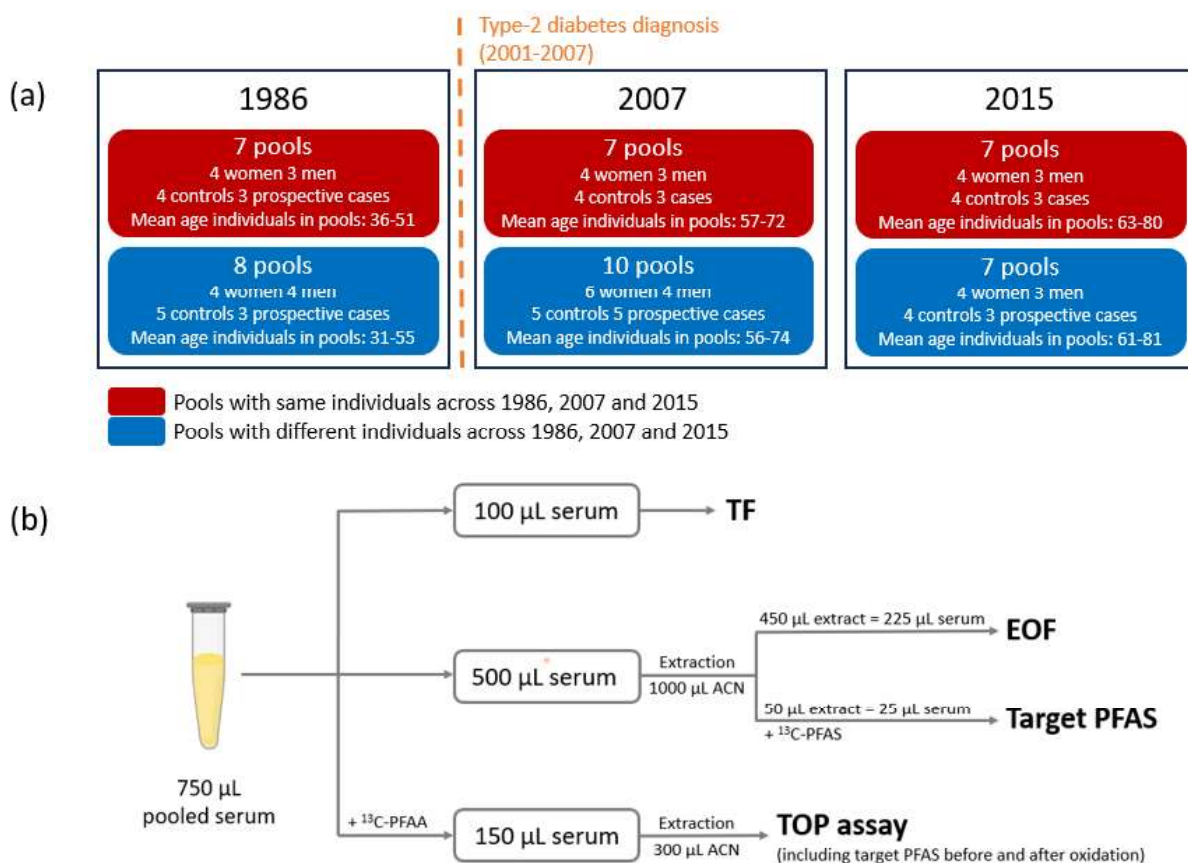 Type-2 diabetes diagnosis
(2001-2007)
(a)
1986
7 pools
4 women 3 men
4 controls 3 prospective cases
Mean age individuals in pools: 36-51
8 pools
4 women 4 men
5 controls 3 prospective cases
Mean age individuals in pools: 31-55
2007
7 pools
4 women 3 men
4 controls 3 cases
Mean age individuals in pools: 57-72
10 pools
6 women 4 men
5 controls 5 prospective cases
Mean age individuals in pools: 56-74
2015
7 pools
4 women 3 men
4 controls 3 cases
Mean age individuals in pools: 63-80
7 pools
4 women 3 men
4 controls 3 prospective cases
Mean age individuals in pools: 61-81
Pools with same individuals across 1986, 2007 and 2015
Pools with different individuals across 1986, 2007 and 2015
(b)
750 µL
pooled serum
100 µL serum
TF
500 µL serum
Extraction
1000 µL ACN
450 µL extract = 225 µL serum
EOF
50 µL extract = 25 µL serum
+ ¹³C-PFAS
Target PFAS
+ ¹³C-PFAA
150 µL serum
Extraction
300 µL ACN
TOP assay
(including target PFAS before and after oxidation)